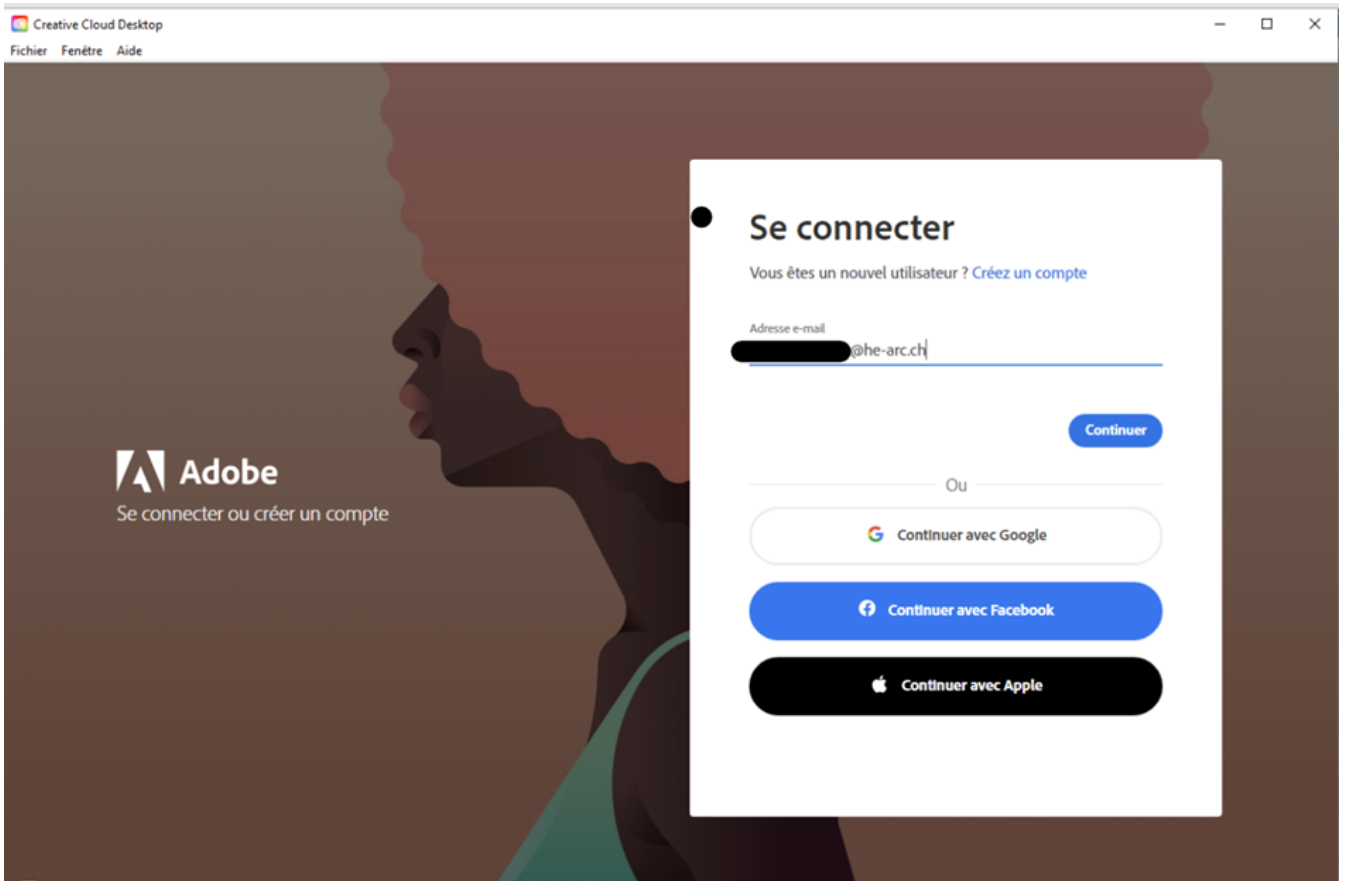 Creative Cloud Desktop
Fichier Fenêtre Aide
Se connecter
Vous êtes un nouvel utilisateur ? Créez un compte
Adresse e-mail
@he-arc.ch
Continuer
Ou
Continuer avec Google
Continuer avec Facebook
Continuer avec Apple
Adobe
Se connecter ou créer un compte